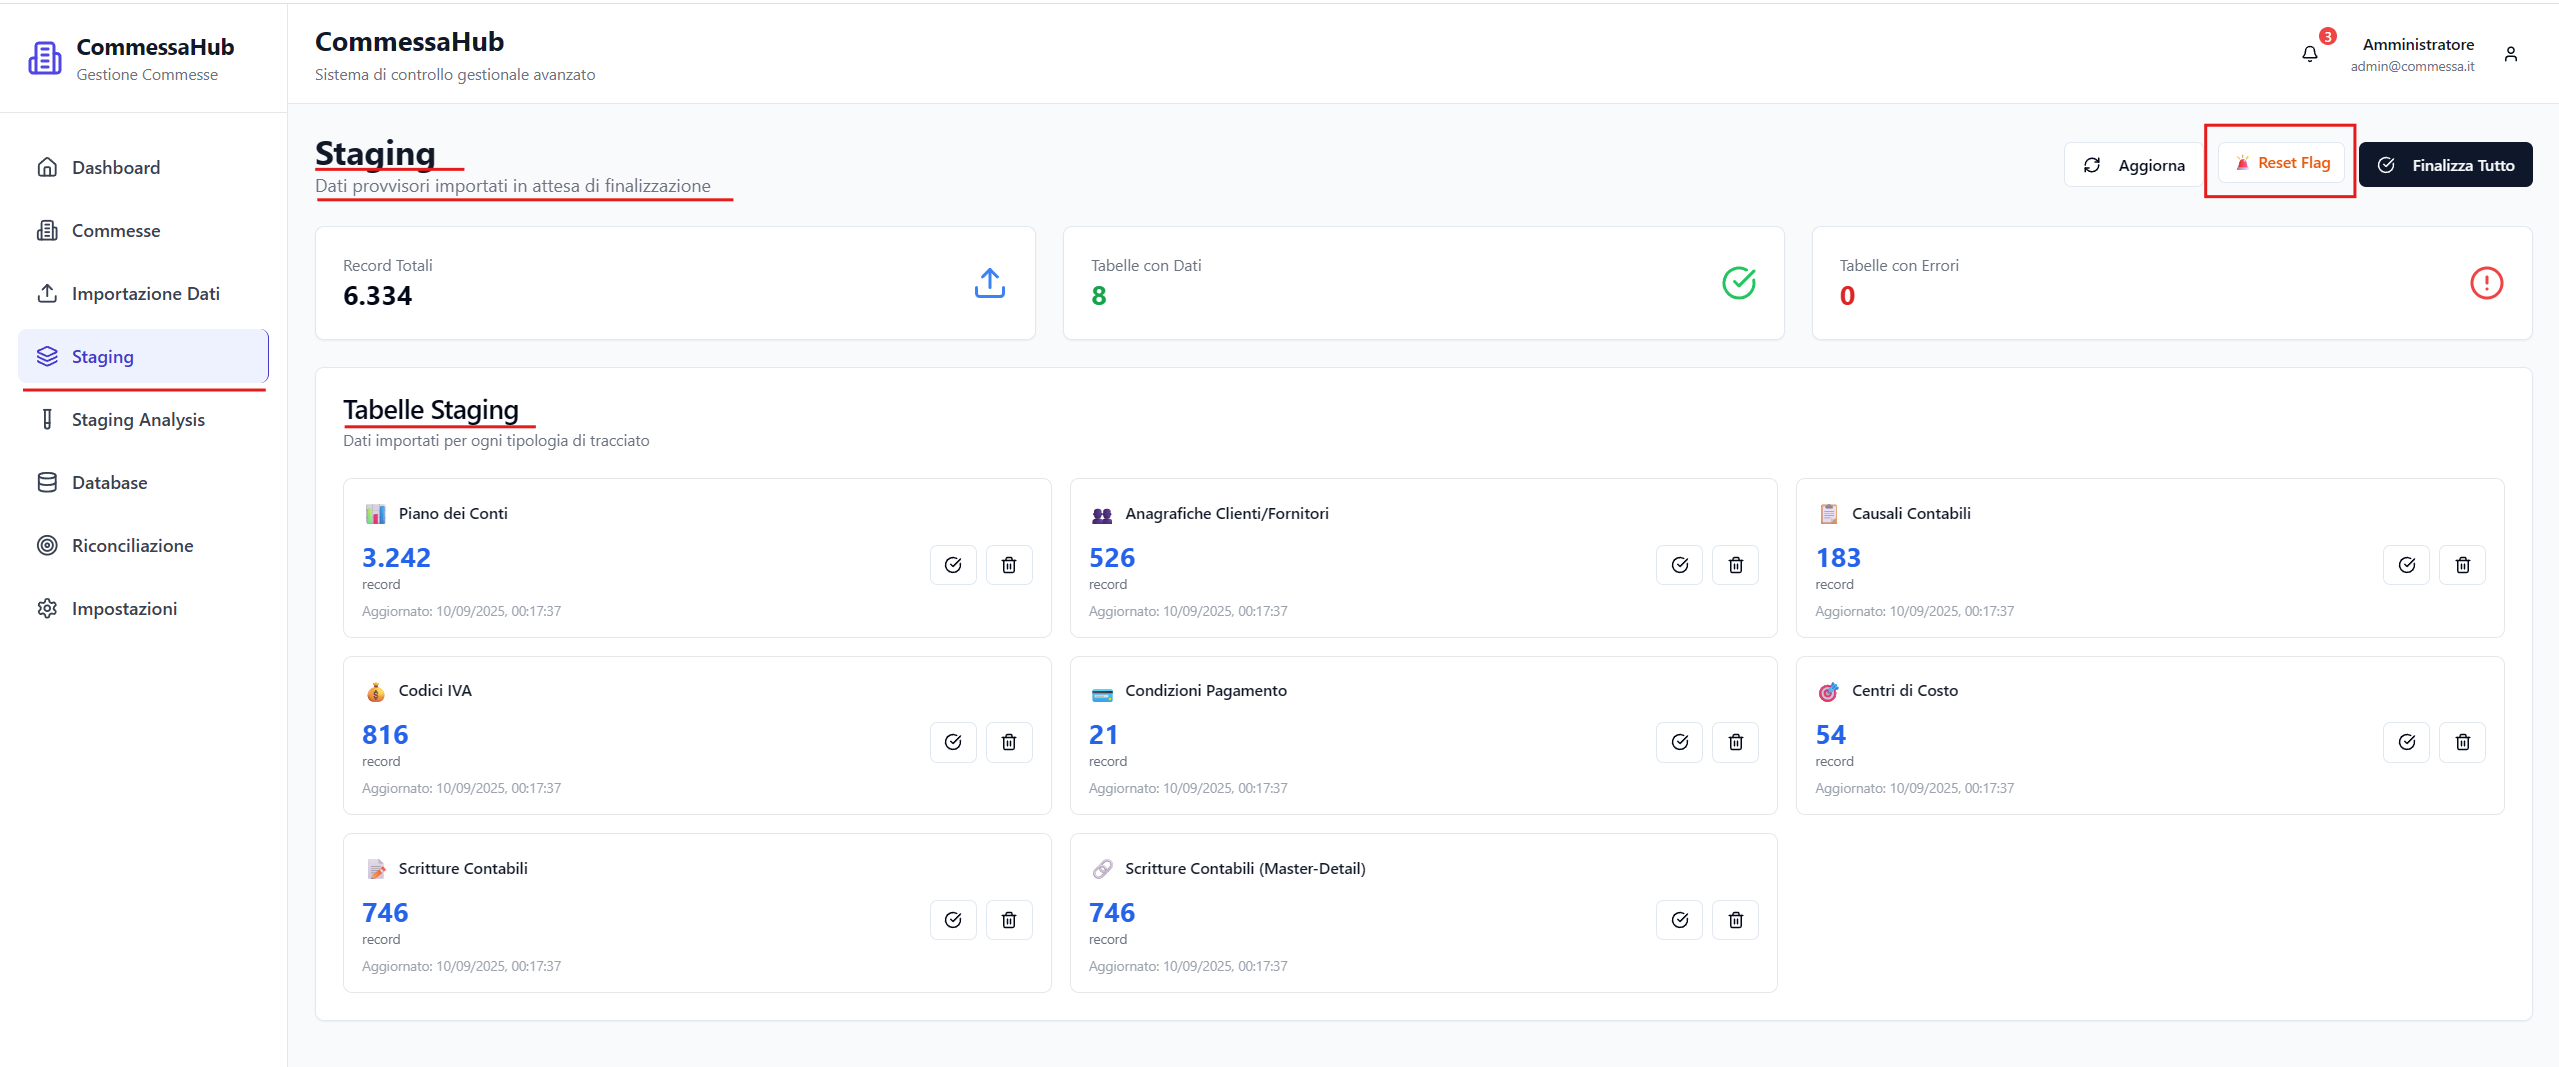 CommessaHub
Gestione Commesse
Dashboard
Commesse
Importazione Dati
Staging
Staging Analysis
Database
Riconciliazione
Impostazioni
CommessaHub
Sistema di controllo gestionale avanzato
3
Amministratore
admin@commessa.it
Staging
Dati provvisori importati in attesa di finalizzazione
Aggiorna
Reset Flag
Finalizza Tutto
Record Totali
6.334
Tabelle con Dati
8
Tabelle con Errori
0
Tabelle Staging
Dati importati per ogni tipologia di tracciato
Piano dei Conti
3.242
record
Aggiornato: 10/09/2025, 00:17:37
Anagrafiche Clienti/Fornitori
526
record
Aggiornato: 10/09/2025, 00:17:37
Causali Contabili
183
record
Aggiornato: 10/09/2025, 00:17:37
Codici IVA
816
record
Aggiornato: 10/09/2025, 00:17:37
Condizioni Pagamento
21
record
Aggiornato: 10/09/2025, 00:17:37
Centri di Costo
54
record
Aggiornato: 10/09/2025, 00:17:37
Scritture Contabili
746
record
Aggiornato: 10/09/2025, 00:17:37
Scritture Contabili (Master-Detail)
746
record
Aggiornato: 10/09/2025, 00:17:37